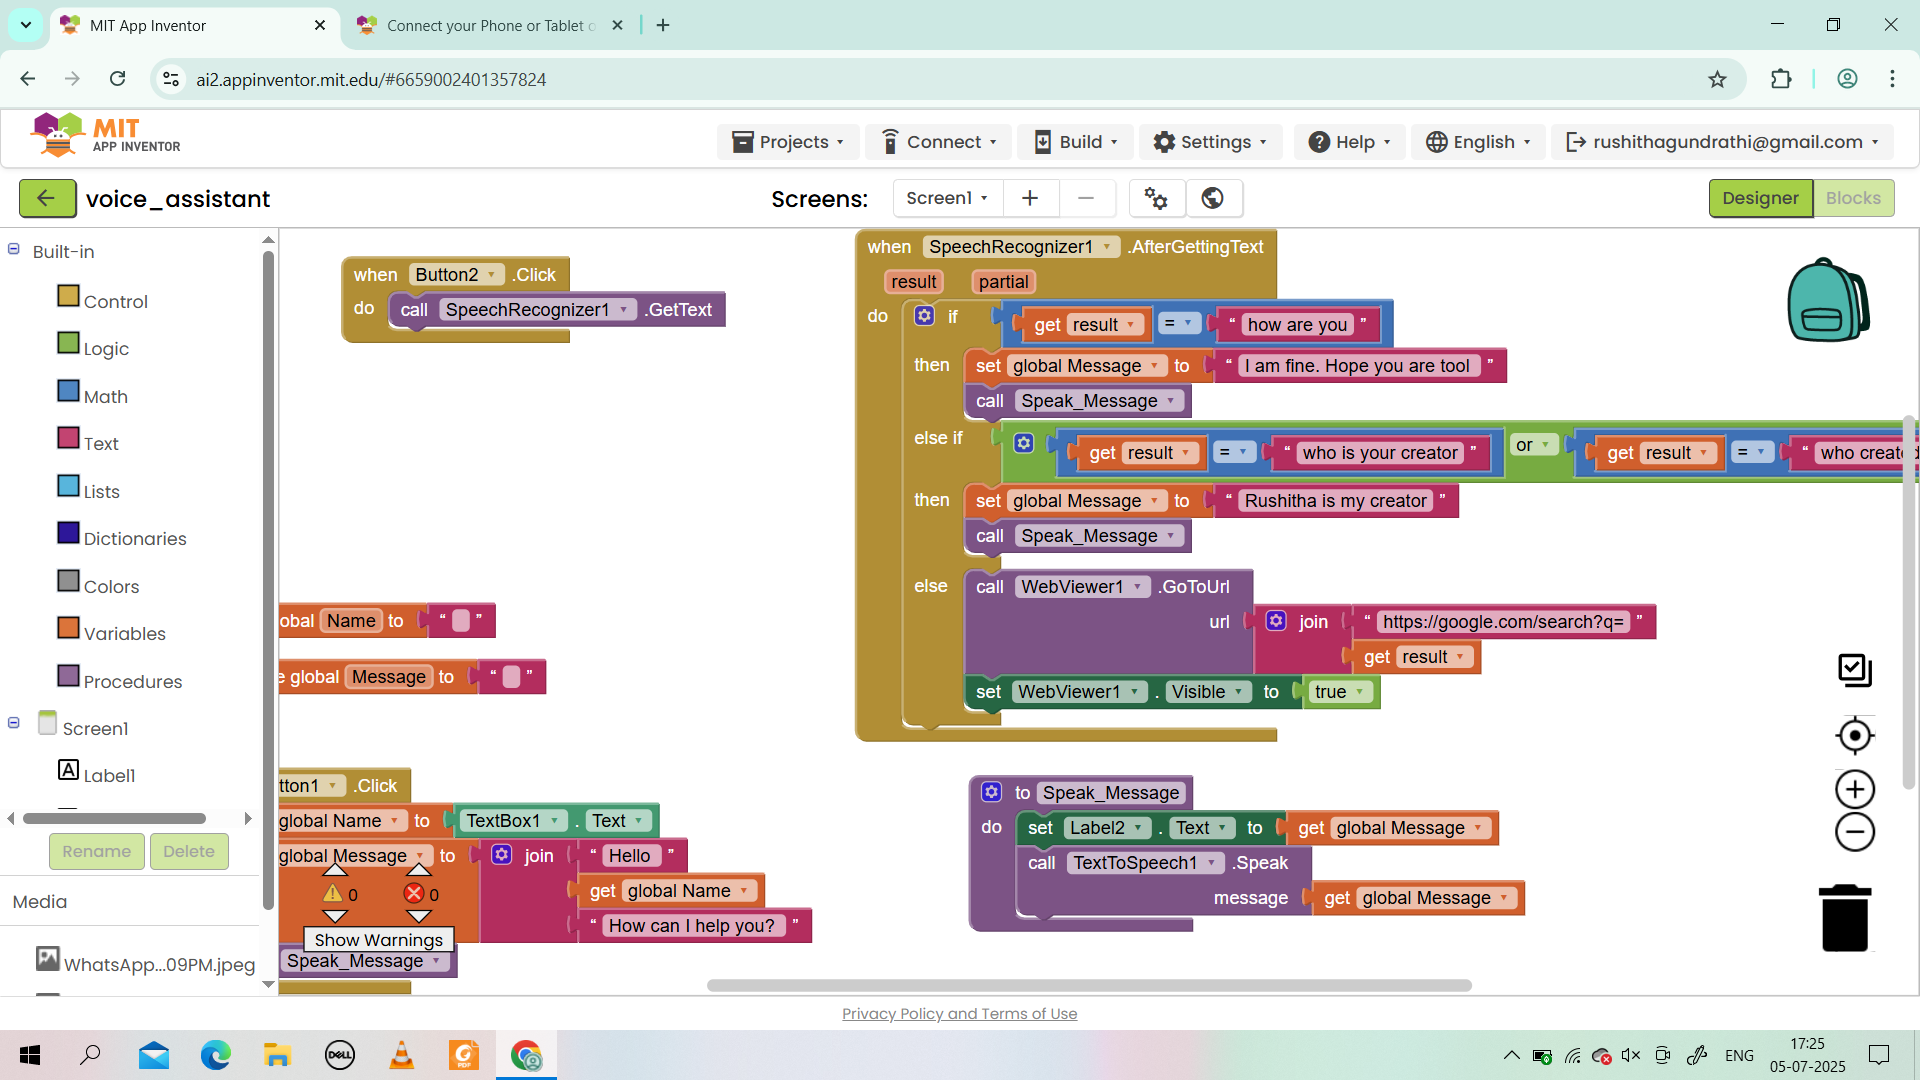 MIT App Inventor
Connect your Phone or Tablet o
ai2.appinventor.mit.edu/#6659002401357824
MIT
APP INVENTOR
Projects
Connect
Build
Settings
Help
English
rushithagundrathi@gmail.com
voice_assistant
Screens:
Screen1
Designer
Blocks
Built-in
Control
Logic
Math
Text
Lists
Dictionaries
Colors
Variables
Procedures
Screen1
Label1
Rename
Delete
Media
WhatsApp...09PM.jpeg
when Button2 .Click
do call SpeechRecognizer1 .GetText
obal Name to “ ”
e global Message to “ ”
tton1 .Click
global Name to TextBox1 . Text
global Message to join “ Hello ”
get global Name
“ How can I help you? ”
0 0
Show Warnings
Speak_Message
when SpeechRecognizer1 .AfterGettingText
result partial
do if get result = “ how are you ”
then set global Message to “ I am fine. Hope you are tool ”
call Speak_Message
else if get result = “ who is your creator ” or get result = “ who created
then set global Message to “ Rushitha is my creator ”
call Speak_Message
else call WebViewer1 .GoToUrl
url join “ https://google.com/search?q= ”
get result
set WebViewer1 . Visible to true
to Speak_Message
do set Label2 . Text to get global Message
call TextToSpeech1 .Speak
message get global Message
Privacy Policy and Terms of Use
DELL
PDF
ENG
17:25
05-07-2025